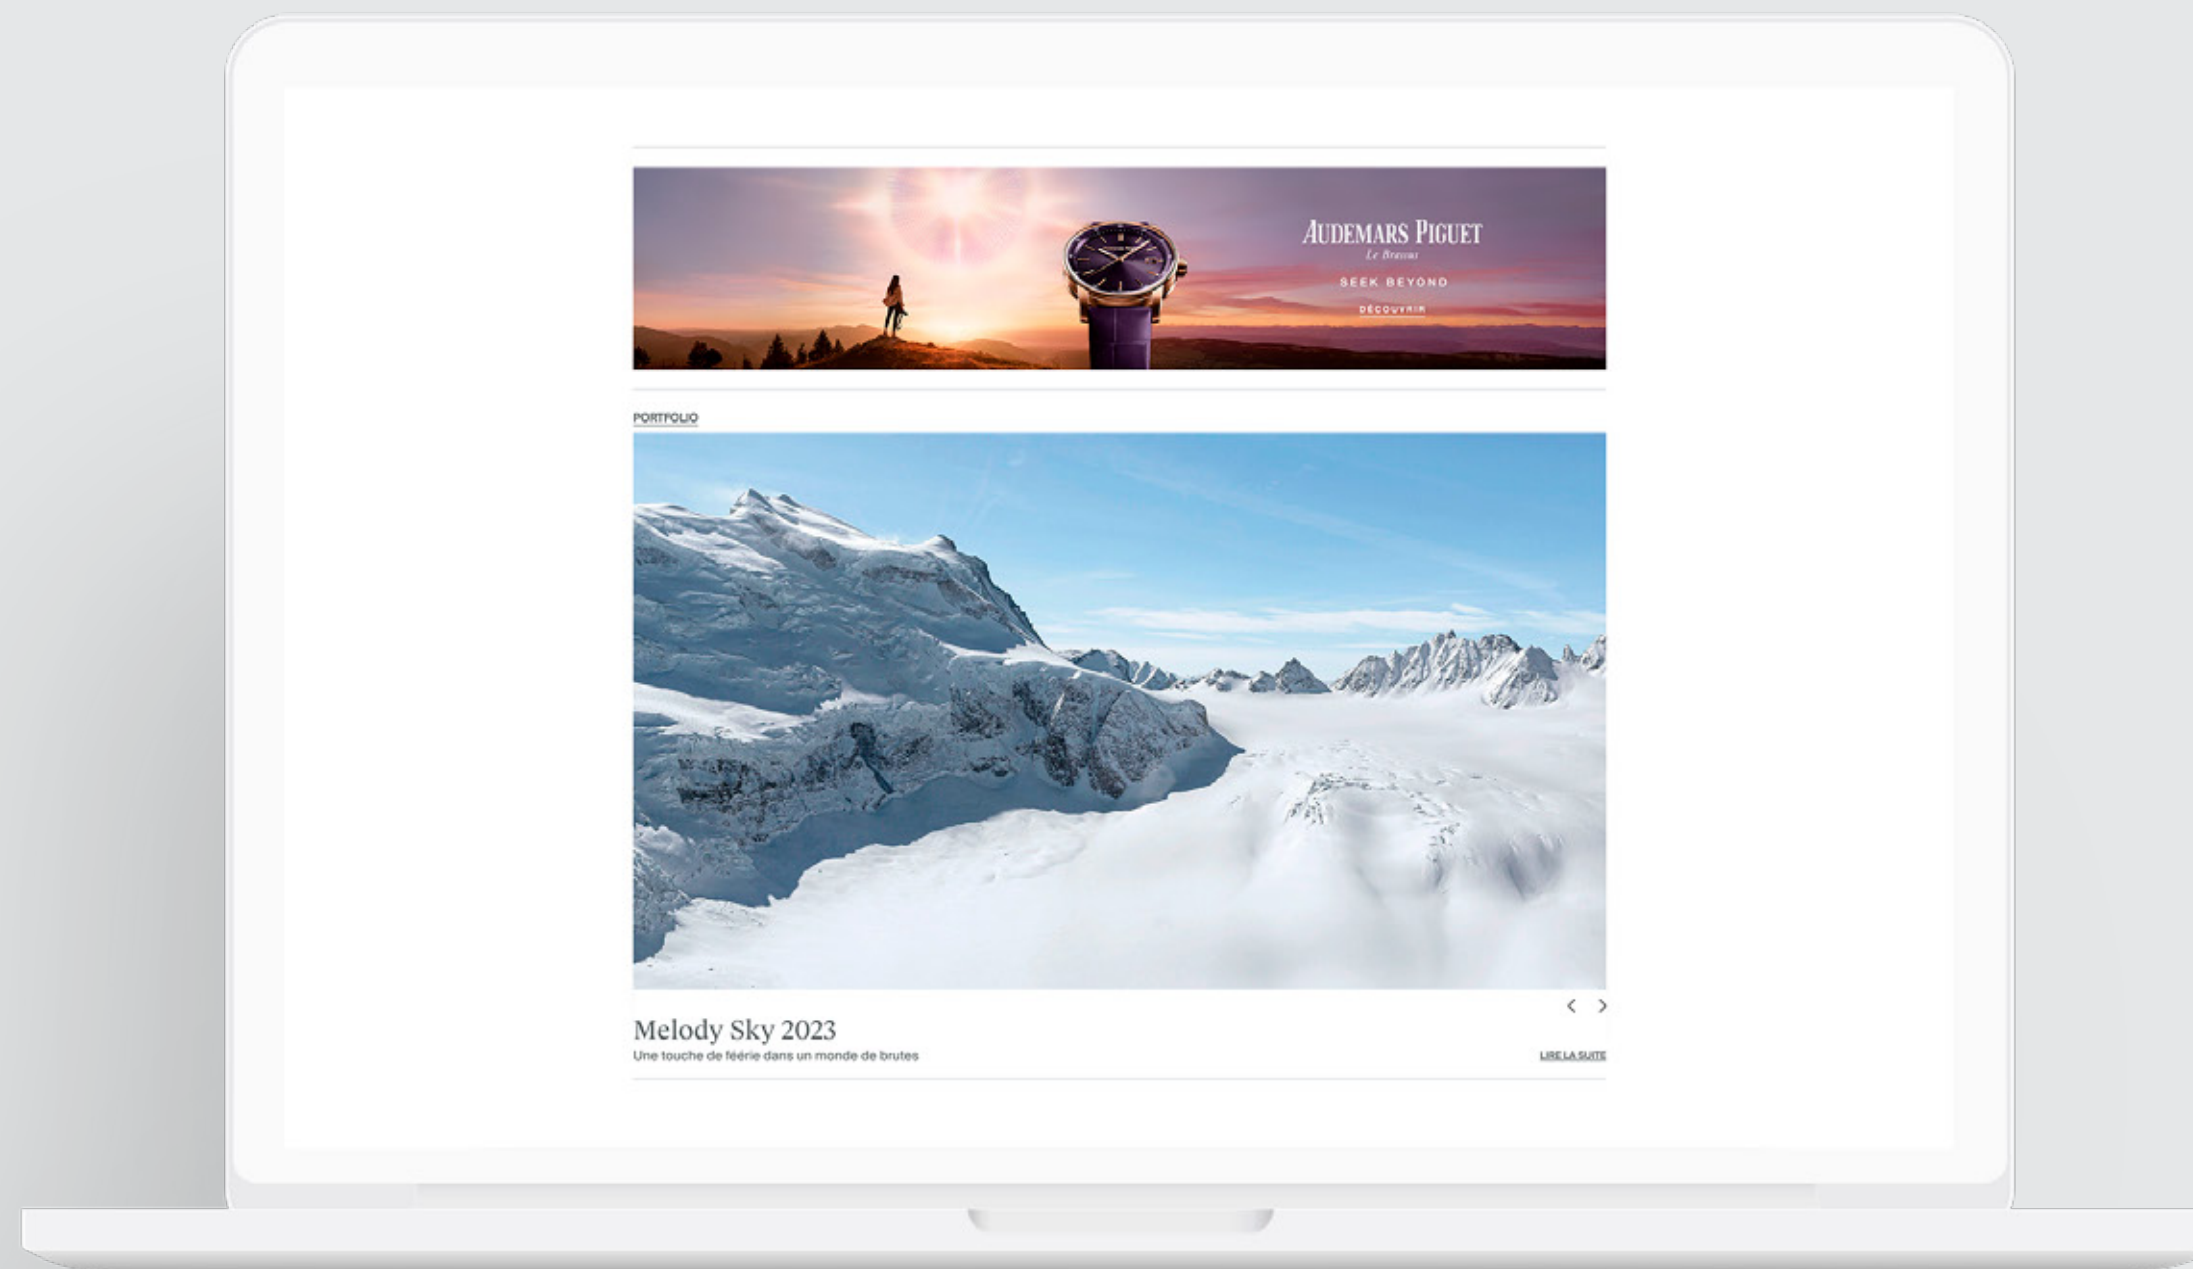 AUDEMARS PIGUET
Le Brassus
SEEK BEYOND
DÉCOUVRIR
PORTFOLIO
Melody Sky 2023
Une touche de féérie dans un monde de brutes
LIRE LA SUITE